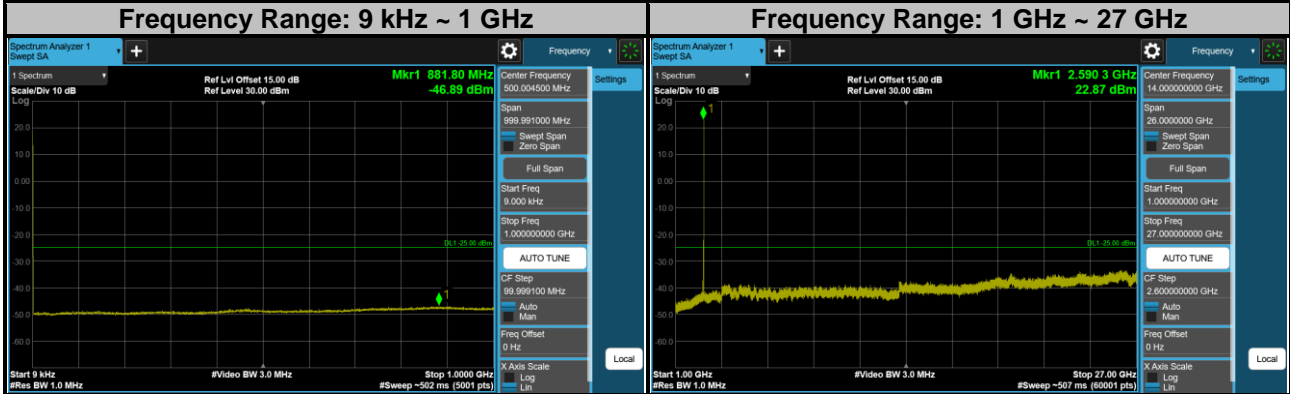 Frequency Range: 9 kHz ~ 1 GHz
Spectrum Analyzer 1
Swept SA
+
Frequency
1 Spectrum
Scale/Div 10 dB
Log
Ref Lvl Offset 15.00 dB
Ref Level 30.00 dBm
Mkr1 881.80 MHz
-46.89 dBm
1
20.0
10.0
0.00
-10.0
-20.0
-30.0
-40.0
-50.0
-60.0
DL1 -25.00 dBm
Start 9 kHz
#Res BW 1.0 MHz
#Video BW 3.0 MHz
Stop 1.0000 GHz
#Sweep ~502 ms (5001 pts)
Center Frequency
500.004500 MHz
Span
999.991000 MHz
Swept Span
Zero Span
Full Span
Start Freq
9.000 kHz
Stop Freq
1.000000000 GHz
AUTO TUNE
CF Step
99.999100 MHz
Auto
Man
Freq Offset
0 Hz
X Axis Scale
Log
Lin
Settings
Local
Frequency Range: 1 GHz ~ 27 GHz
Spectrum Analyzer 1
Swept SA
+
Frequency
1 Spectrum
Scale/Div 10 dB
Log
Ref Lvl Offset 15.00 dB
Ref Level 30.00 dBm
Mkr1 2.590 3 GHz
22.87 dBm
1
20.0
10.0
0.00
-10.0
-20.0
-30.0
-40.0
-50.0
-60.0
DL1 -25.00 dBm
Start 1.00 GHz
#Res BW 1.0 MHz
#Video BW 3.0 MHz
Stop 27.00 GHz
#Sweep ~507 ms (60001 pts)
Center Frequency
14.000000000 GHz
Span
26.0000000 GHz
Swept Span
Zero Span
Full Span
Start Freq
1.000000000 GHz
Stop Freq
27.000000000 GHz
AUTO TUNE
CF Step
2.600000000 GHz
Auto
Man
Freq Offset
0 Hz
X Axis Scale
Log
Lin
Settings
Local